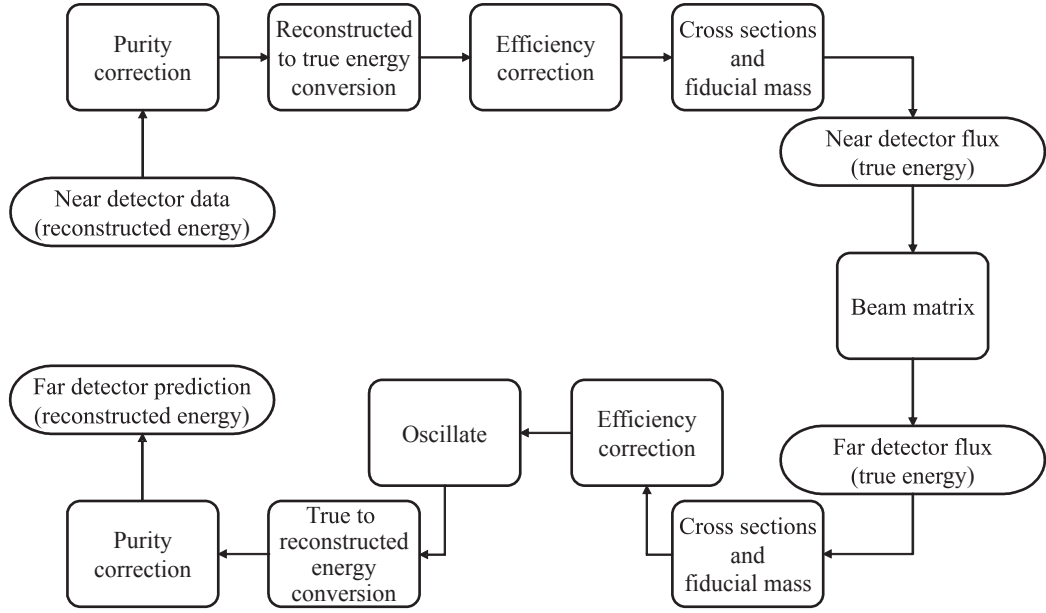 Purity
correction
Reconstructed
to true energy
conversion
Efficiency
correction
Cross sections
and
fiducial mass
Near detector flux
(true energy)
Near detector data
(reconstructed energy)
Beam matrix
Far detector prediction
(reconstructed energy)
Oscillate
Efficiency
correction
Far detector flux
(true energy)
Purity
correction
True to
reconstructed
energy
conversion
Cross sections
and
fiducial mass